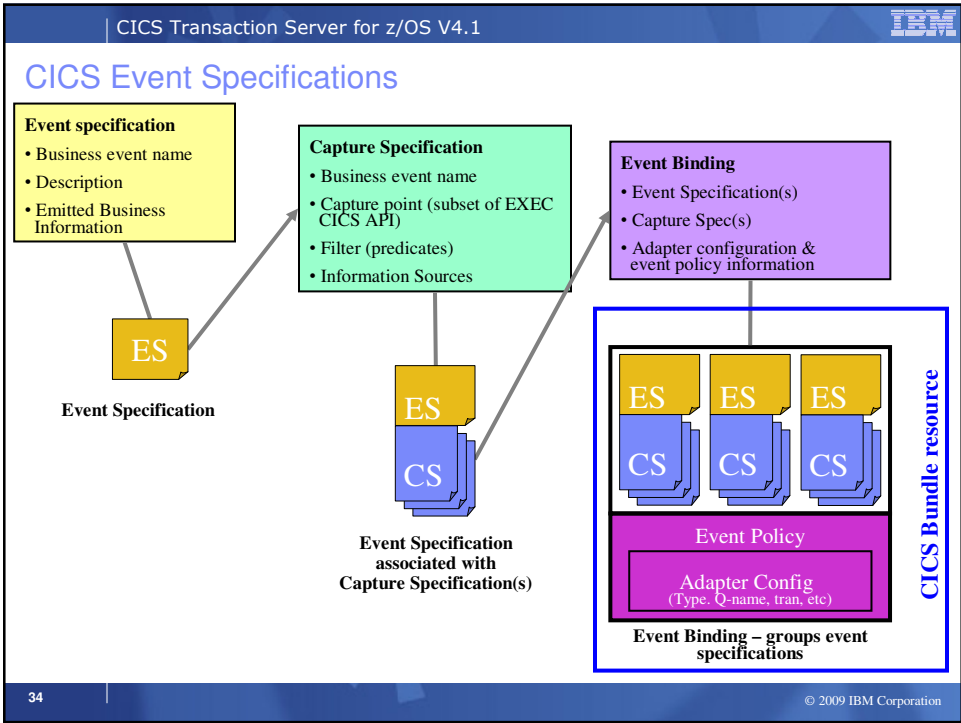 CICS Transaction Server for z/OS V4.1
IBM
CICS Event Specifications
Event specification
• Business event name
• Description
• Emitted Business
Information
Capture Specification
• Business event name
• Capture point (subset of EXEC
CICS API)
• Filter (predicates)
• Information Sources
Event Binding
• Event Specification(s)
• Capture Spec(s)
• Adapter configuration &
event policy information
ES
Event Specification
ES
CS
Event Specification
associated with
Capture Specification(s)
ES
ES
ES
CS
CS
CS
Event Policy
Adapter Config
(Type. Q-name, tran, etc)
Event Binding – groups event
specifications
CICS Bundle resource
34
© 2009 IBM Corporation